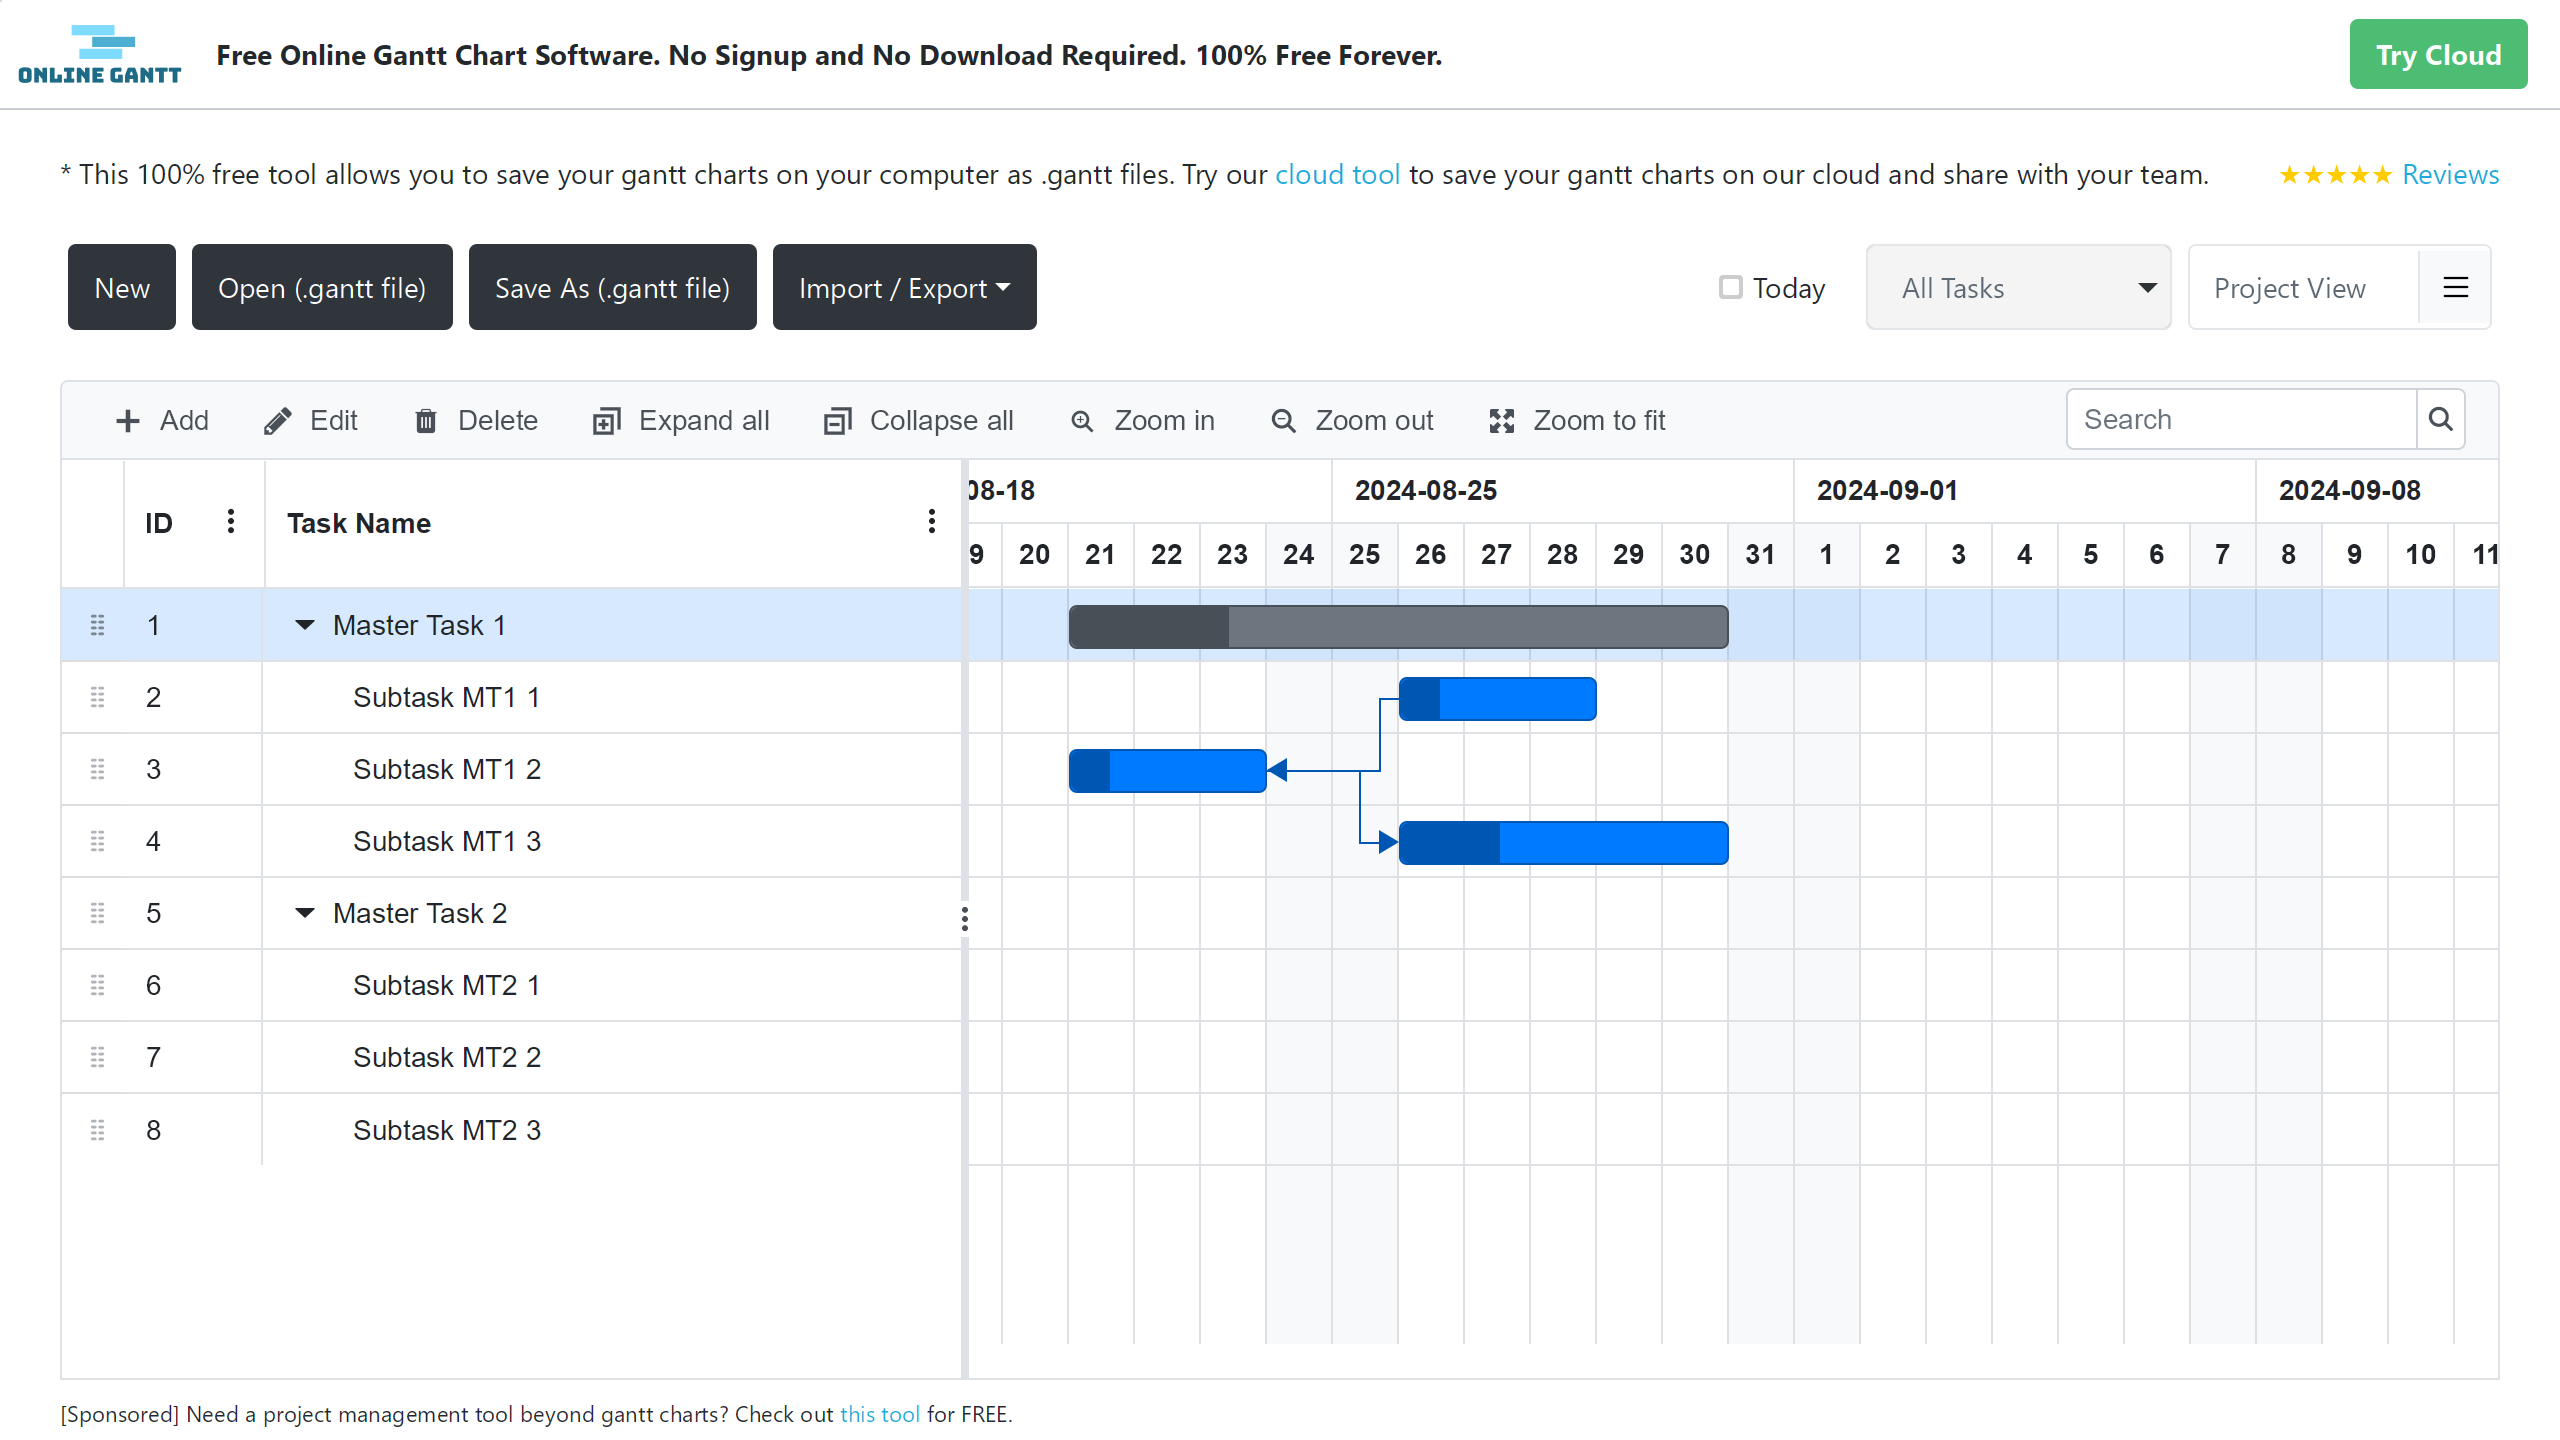 ONLINE GANTT
Free Online Gantt Chart Software. No Signup and No Download Required. 100% Free Forever.
Try Cloud
* This 100% free tool allows you to save your gantt charts on your computer as .gantt files. Try our cloud tool to save your gantt charts on our cloud and share with your team.
★★★★★ Reviews
New
Open (.gantt file)
Save As (.gantt file)
Import / Export
Today
All Tasks
Project View
Add
Edit
Delete
Expand all
Collapse all
Zoom in
Zoom out
Zoom to fit
Search
ID
Task Name
08-18
2024-08-25
2024-09-01
2024-09-08
9 20 21 22 23 24 25 26 27 28 29 30 31 1 2 3 4 5 6 7 8 9 10 11
1 Master Task 1
2 Subtask MT1 1
3 Subtask MT1 2
4 Subtask MT1 3
5 Master Task 2
6 Subtask MT2 1
7 Subtask MT2 2
8 Subtask MT2 3
[Sponsored] Need a project management tool beyond gantt charts? Check out this tool for FREE.